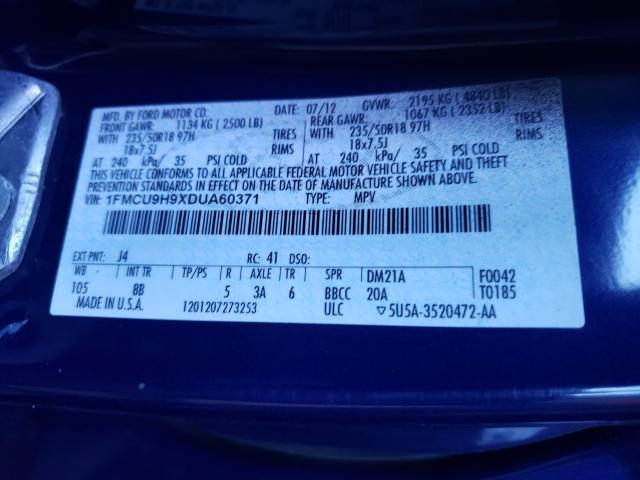 MFD. BY FORD MOTOR CO. DATE: 07/12 GVWR: 2195 KG ( 4840 LB)
FRONT GAWR: 1134 KG ( 2500 LB) REAR GAWR: 1067 KG ( 2352 LB)
WITH 235/50R18 97H TIRES WITH 235/50R18 97H TIRES
18x7.5J RIMS 18x7.5J RIMS
AT 240 kPa/ 35 PSI COLD AT 240 kPa/ 35 PSI COLD
THIS VEHICLE CONFORMS TO ALL APPLICABLE FEDERAL MOTOR VEHICLE SAFETY AND THEFT
PREVENTION STANDARDS IN EFFECT ON THE DATE OF MANUFACTURE SHOWN ABOVE.
VIN: 1FMCU9H9XDUA60371 TYPE: MPV
EXT PNT: J4 RC: 41 DSO:
WB INT TR TP/PS R AXLE TR SPR DM21A F0042
105 8B 5 3A 6 BBCC 20A T0185
MADE IN U.S.A. 1201207273253 ULC ▽5U5A-3520472-AA